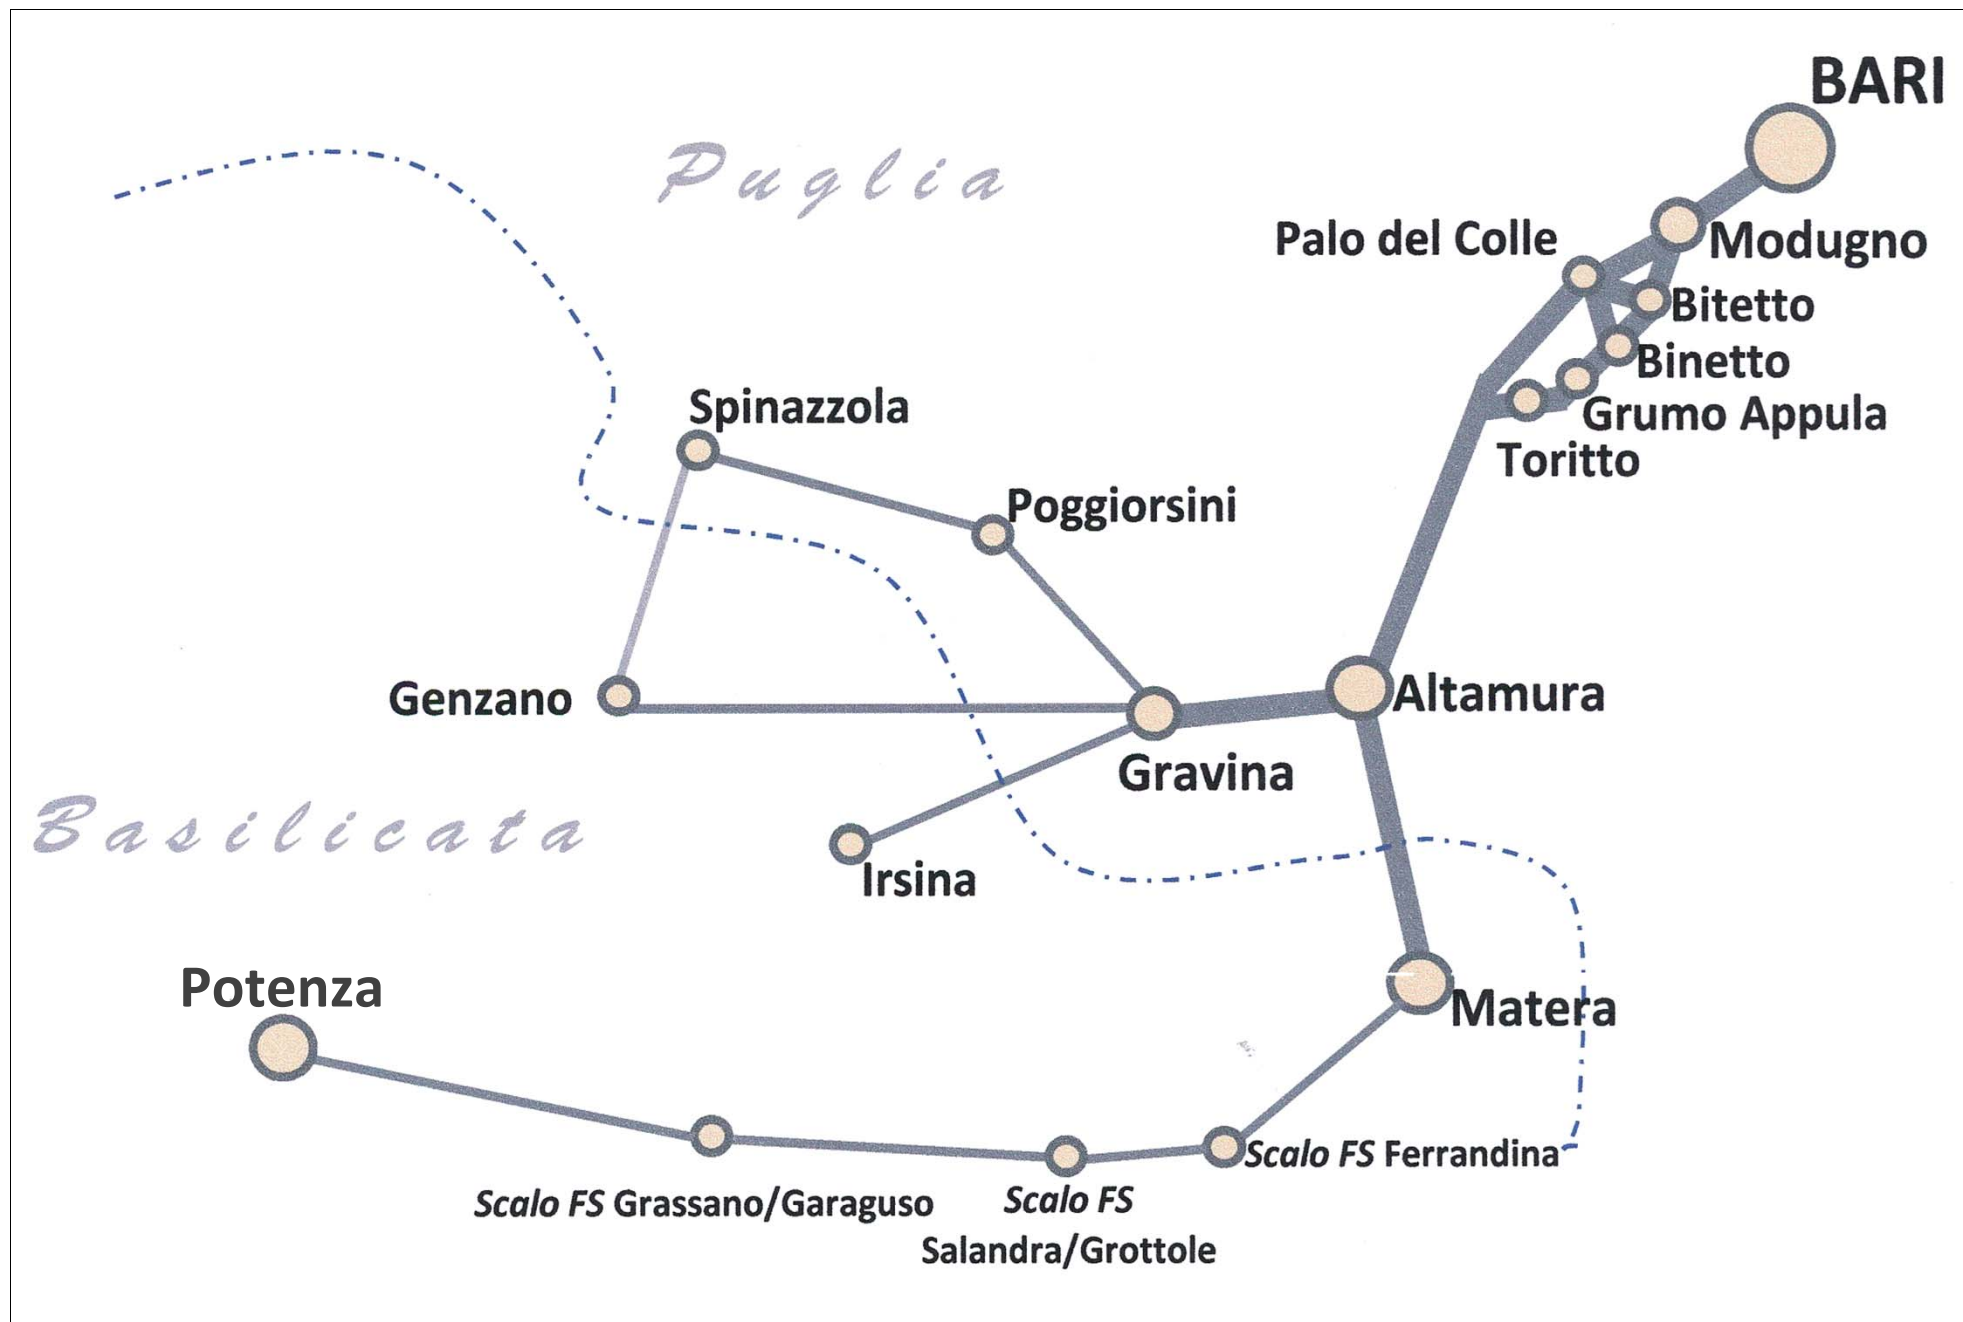 BARI
Puglia
Palo del Colle
Modugno
Bitetto
Binetto
Spinazzola
Grumo Appula
Toritto
Poggiorsini
Genzano
Altamura
Gravina
Basilicata
Irsina
Potenza
Matera
Scalo FS Ferrandina
Scalo FS Grassano/Garaguso
Scalo FS
Salandra/Grottole